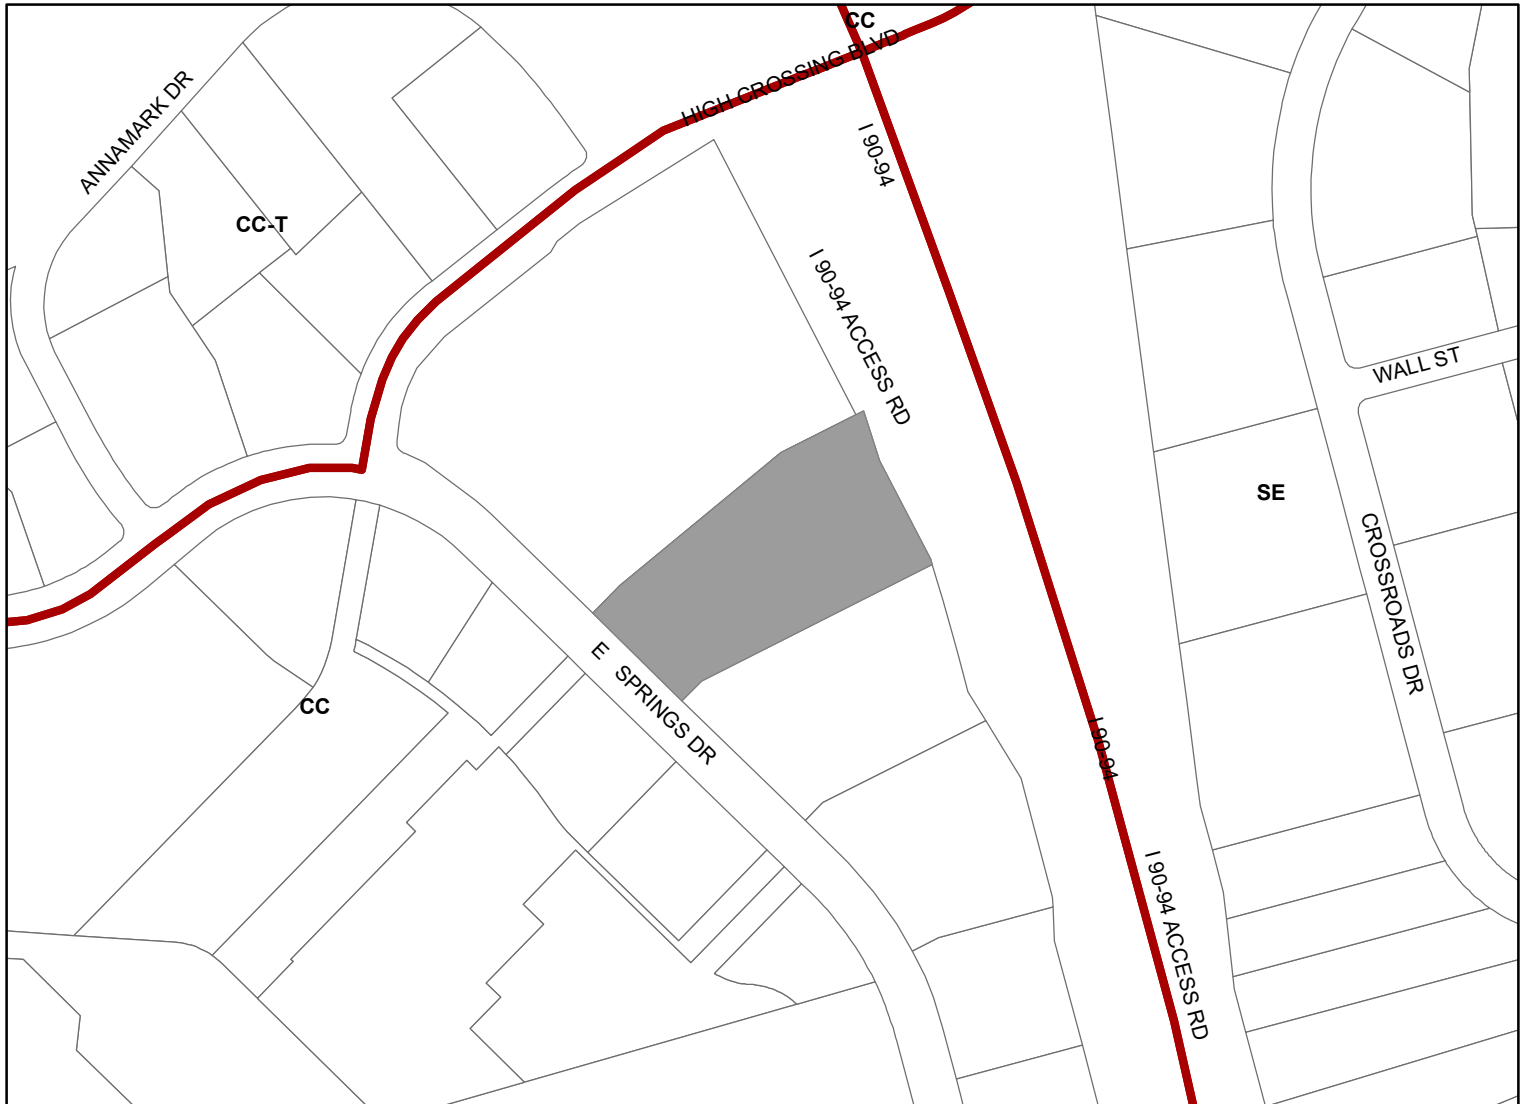 CC
HIGH CROSSING BLVD
ANNAMARK DR
I 90-94
CC-T
I 90-94 ACCESS RD
WALL ST
SE
CROSSROADS DR
E SPRINGS DR
CC
I 90-94
I 90-94 ACCESS RD